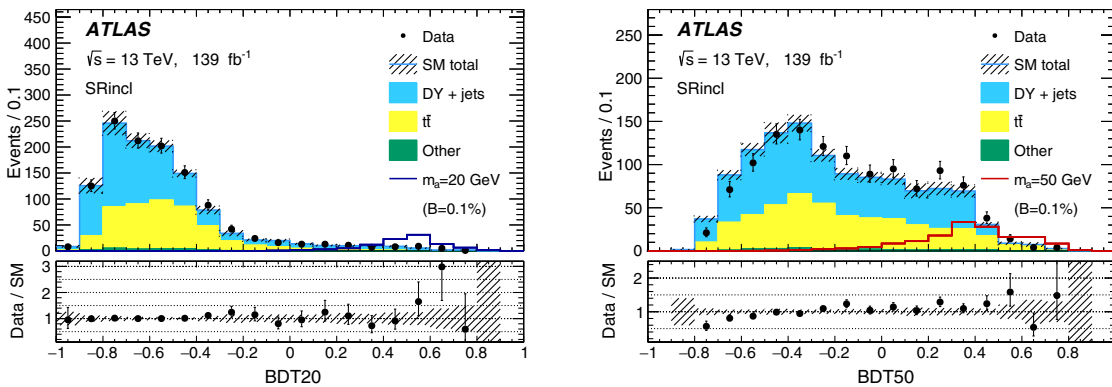 ATLAS
√s = 13 TeV, 139 fb⁻¹
SRincl
Data
SM total
DY + jets
tt̄
Other
mₐ=20 GeV
(B=0.1%)
Events / 0.1
450
400
350
300
250
200
150
100
50
0
Data / SM
3
2
1
−1 −0.8 −0.6 −0.4 −0.2 0 0.2 0.4 0.6 0.8 1
BDT20
ATLAS
√s = 13 TeV, 139 fb⁻¹
SRincl
Data
SM total
DY + jets
tt̄
Other
mₐ=50 GeV
(B=0.1%)
Events / 0.1
250
200
150
100
50
0
Data / SM
2
1
0
−1 −0.8 −0.6 −0.4 −0.2 0 0.2 0.4 0.6 0.8
BDT50